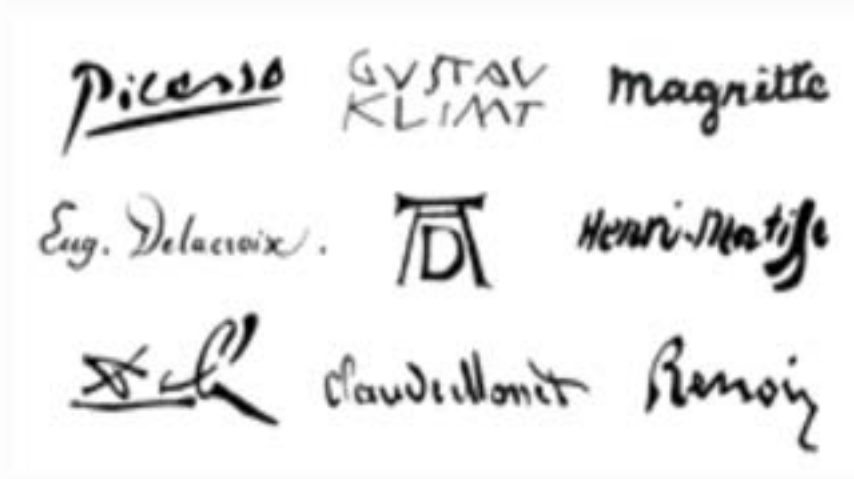 Picasso
GUSTAV
KLIMT
magritte
Eug. Delacroix.
AD
Henri-Matisse
Claude Monet
Renoir